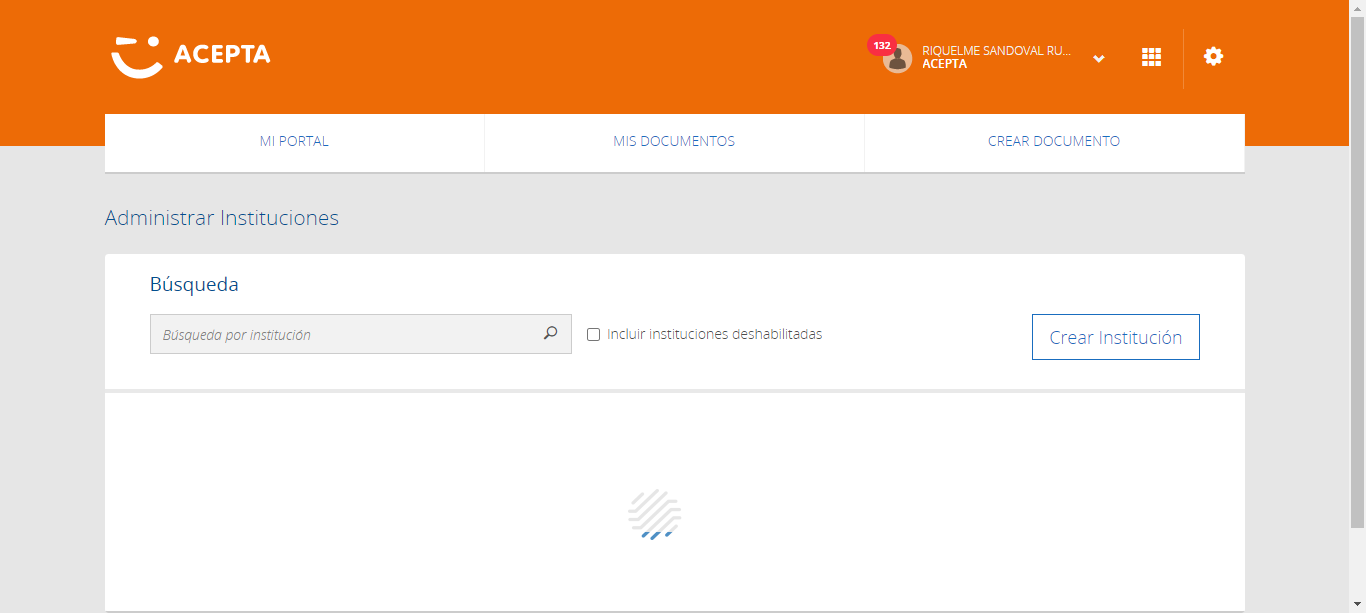 ACEPTA
132
RIQUELME SANDOVAL RU...
ACEPTA
MI PORTAL
MIS DOCUMENTOS
CREAR DOCUMENTO
Administrar Instituciones
Búsqueda
Búsqueda por institución
Incluir instituciones deshabilitadas
Crear Institución